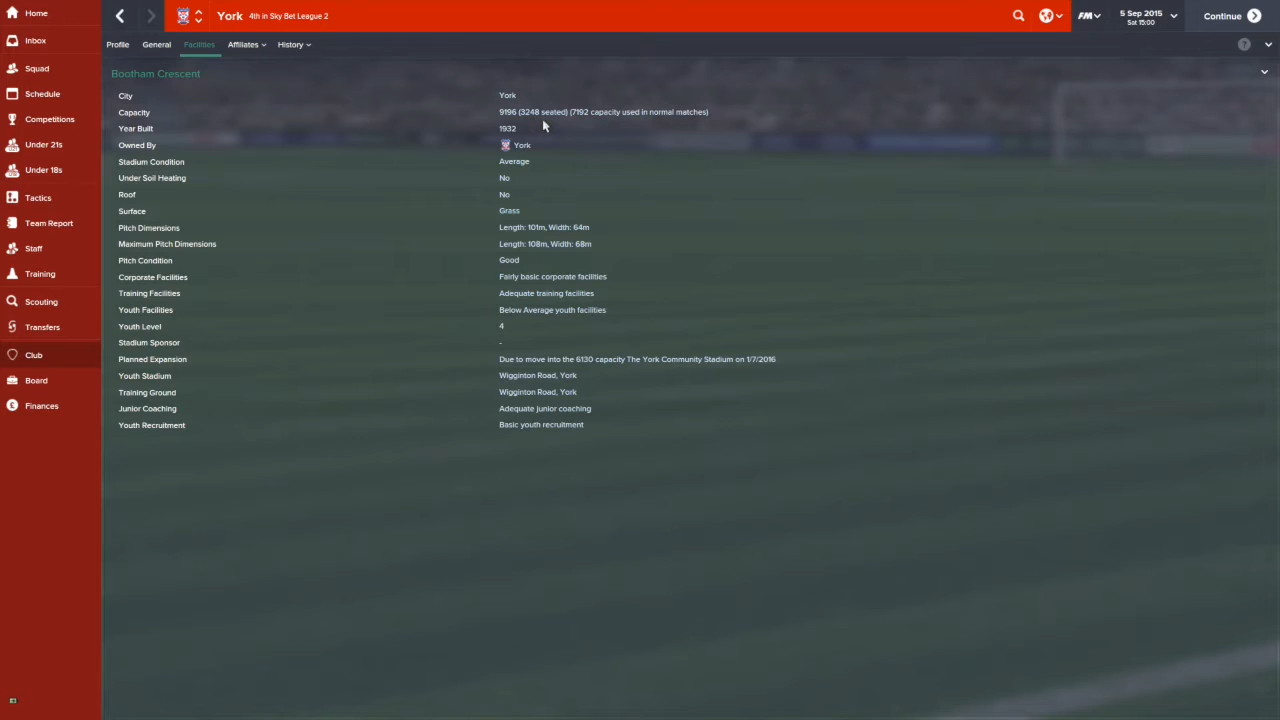 Home
York 4th in Sky Bet League 2
FM
5 Sep 2015
Sat 15:00
Continue
Inbox
Squad
Schedule
Competitions
Under 21s
Under 18s
Tactics
Team Report
Staff
Training
Scouting
Transfers
Club
Board
Finances
Profile General Facilities Affiliates History
Bootham Crescent
City York
Capacity 9196 (3248 seated) (7192 capacity used in normal matches)
Year Built 1932
Owned By York
Stadium Condition Average
Under Soil Heating No
Roof No
Surface Grass
Pitch Dimensions Length: 101m, Width: 64m
Maximum Pitch Dimensions Length: 108m, Width: 68m
Pitch Condition Good
Corporate Facilities Fairly basic corporate facilities
Training Facilities Adequate training facilities
Youth Facilities Below Average youth facilities
Youth Level 4
Stadium Sponsor -
Planned Expansion Due to move into the 6130 capacity The York Community Stadium on 1/7/2016
Youth Stadium Wigginton Road, York
Training Ground Wigginton Road, York
Junior Coaching Adequate junior coaching
Youth Recruitment Basic youth recruitment